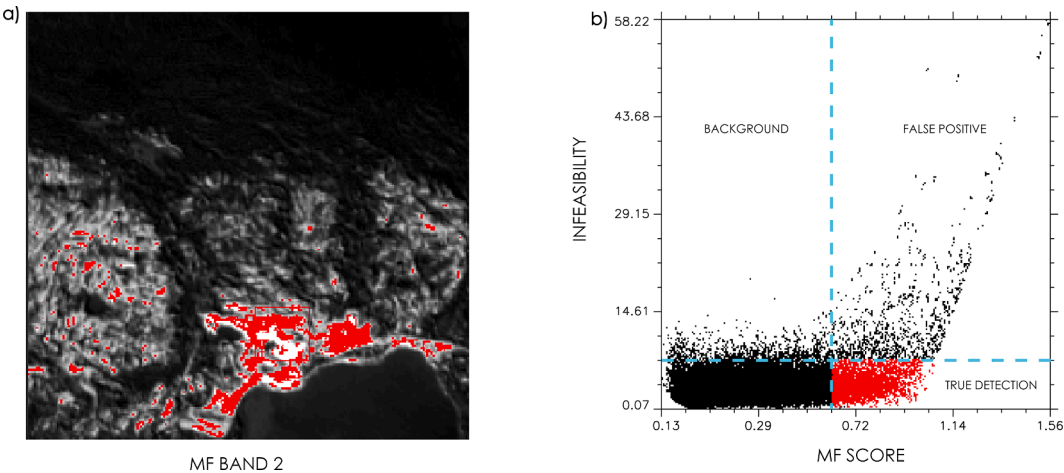 a)
MF BAND 2
b)
58.22
43.68
29.15
14.61
0.07
INFEASIBILITY
BACKGROUND
FALSE POSITIVE
TRUE DETECTION
0.13
0.29
0.72
1.14
1.56
MF SCORE